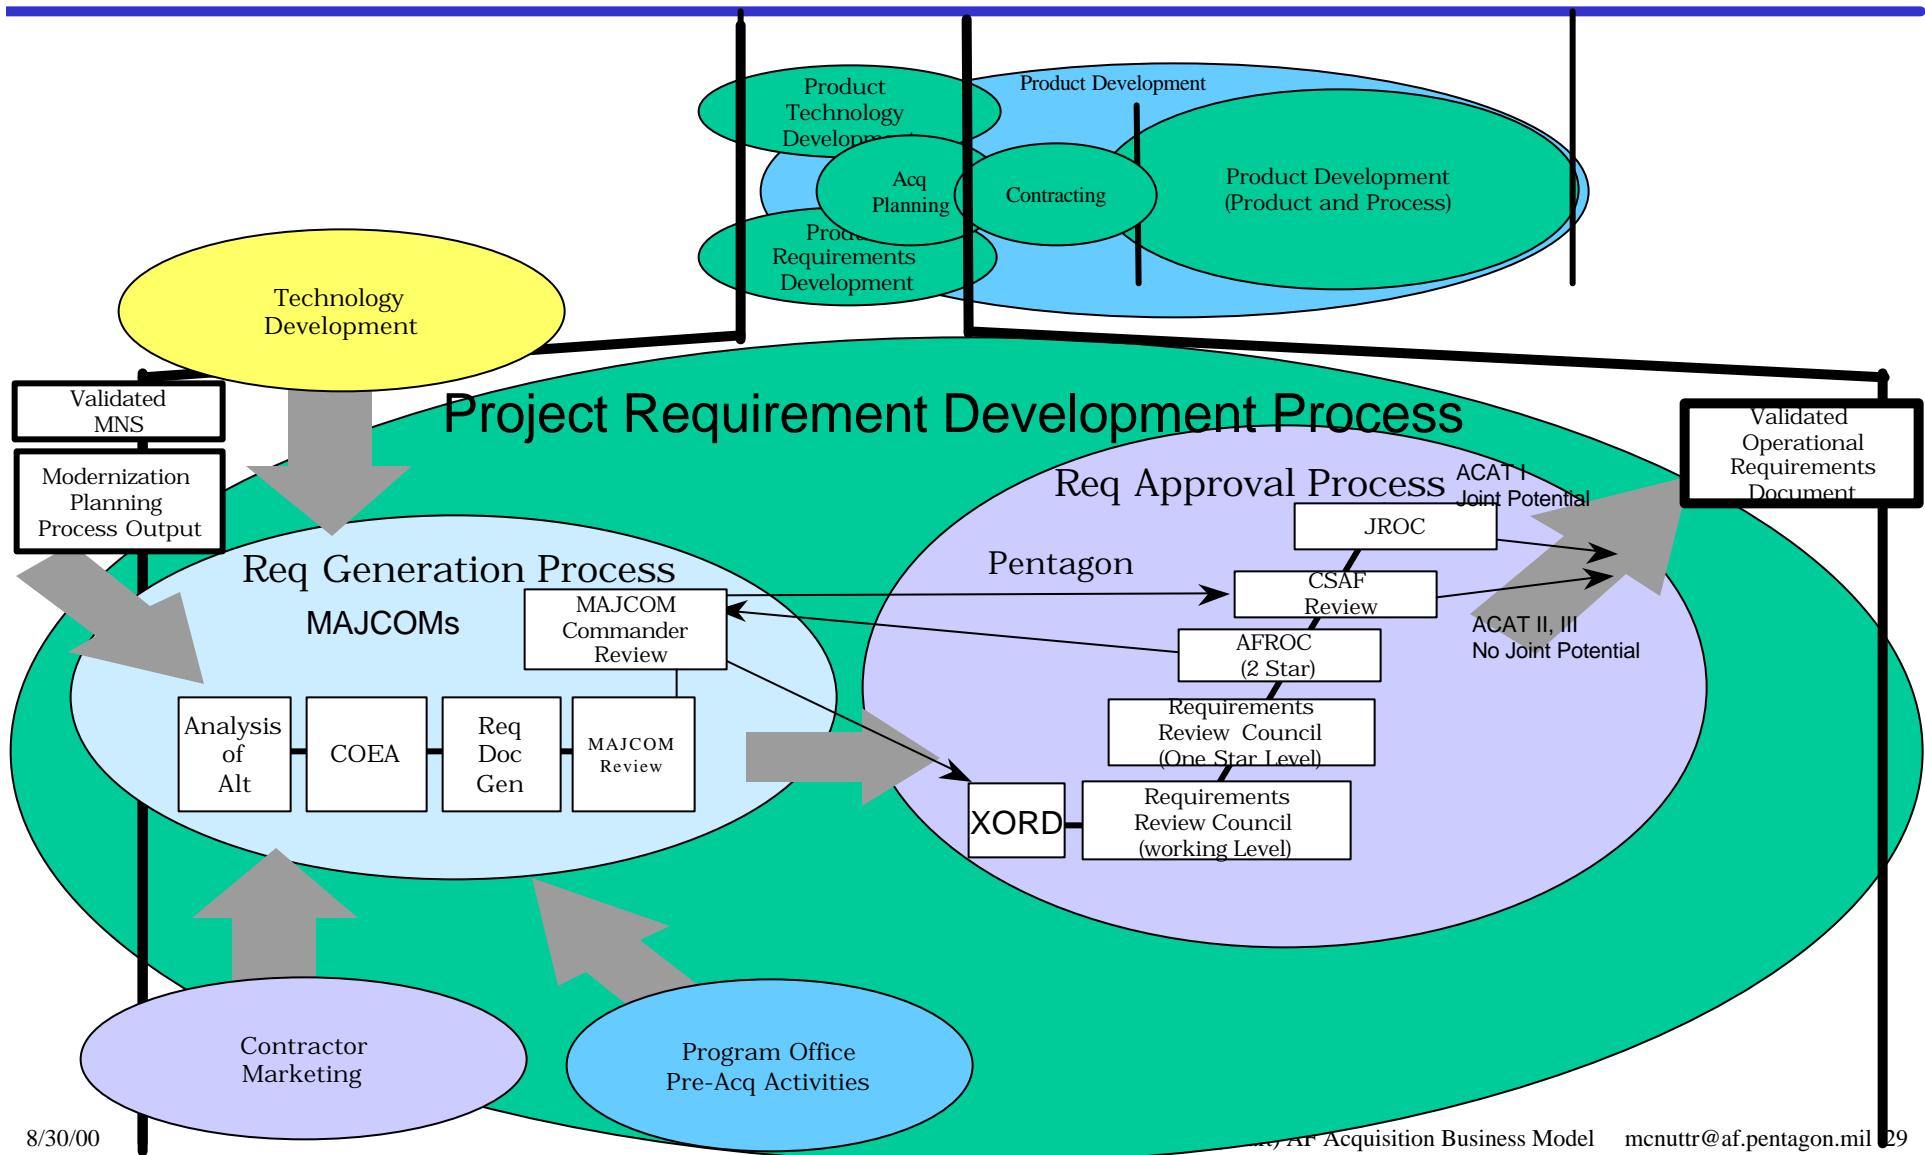 Product Development
Product
Technology
Acq
Planning
Contracting
Product Development
(Product and Process)
Requirements
Development
Technology
Development
Validated
MNS
Modernization
Planning
Process Output
Project Requirement Development Process
Validated
Operational
Requirements
Document
Req Approval Process
ACAT I
Joint Potential
JROC
Pentagon
CSAF
Review
ACAT II, III
No Joint Potential
AFROC
(2 Star)
Requirements
Review Council
(One Star Level)
XORD
Requirements
Review Council
(working Level)
Req Generation Process
MAJCOMs
MAJCOM
Commander
Review
Analysis
of
Alt
COEA
Req
Doc
Gen
MAJCOM
Review
Contractor
Marketing
Program Office
Pre-Acq Activities
8/30/00
AF Acquisition Business Model mcnuttr@af.pentagon.mil 29